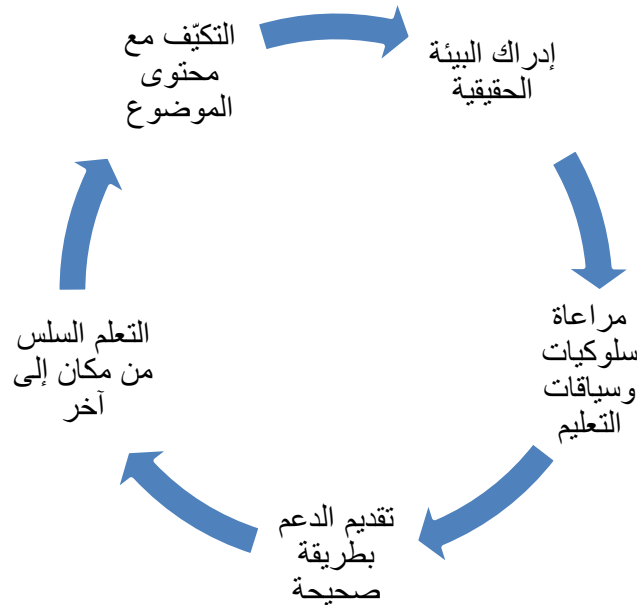 إدراك البيئة
الحقيقية
مراعاة
سلوكيات
وسياقات
التعليم
تقديم الدعم
بطريقة
صحيحة
التعلم السلس
من مكان إلى
آخر
التكيّف مع
محتوى
الموضوع